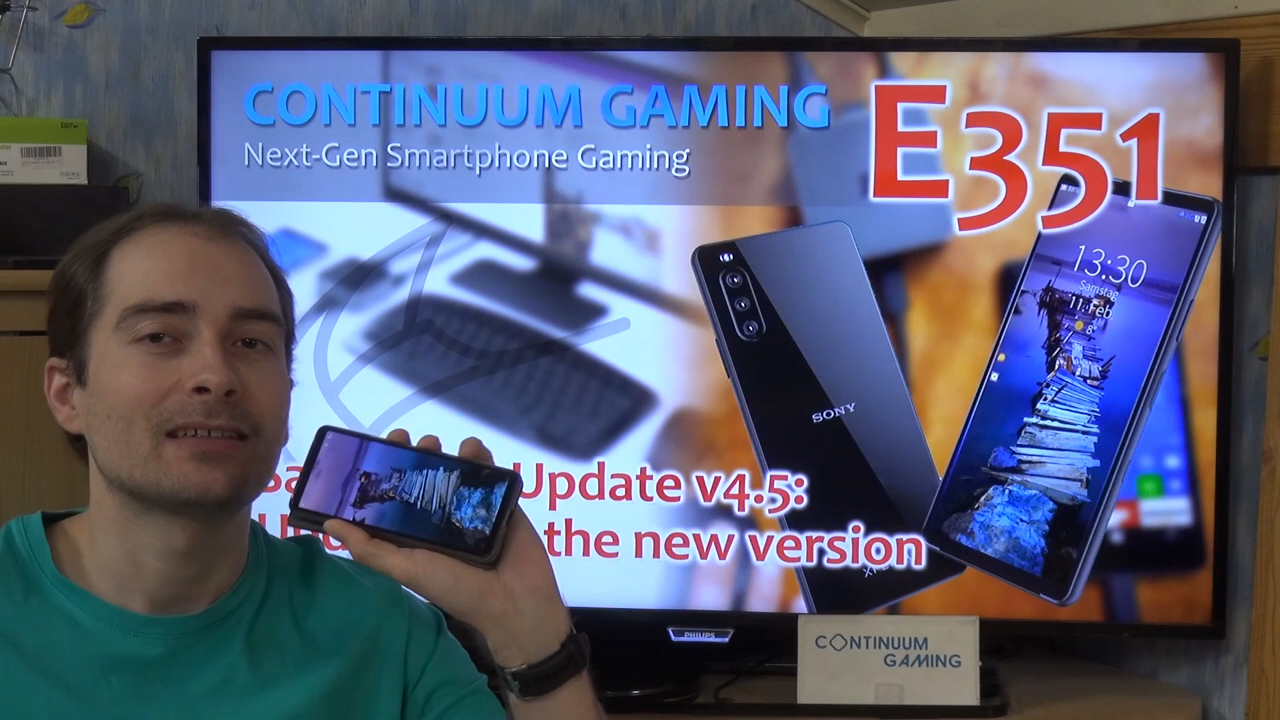 CONTINUUM GAMING
Next-Gen Smartphone Gaming
E351
13:30
Samstag
11. Feb.
8°
SONY
Update v4.5:
the new version
PHILIPS
CONTINUUM
GAMING